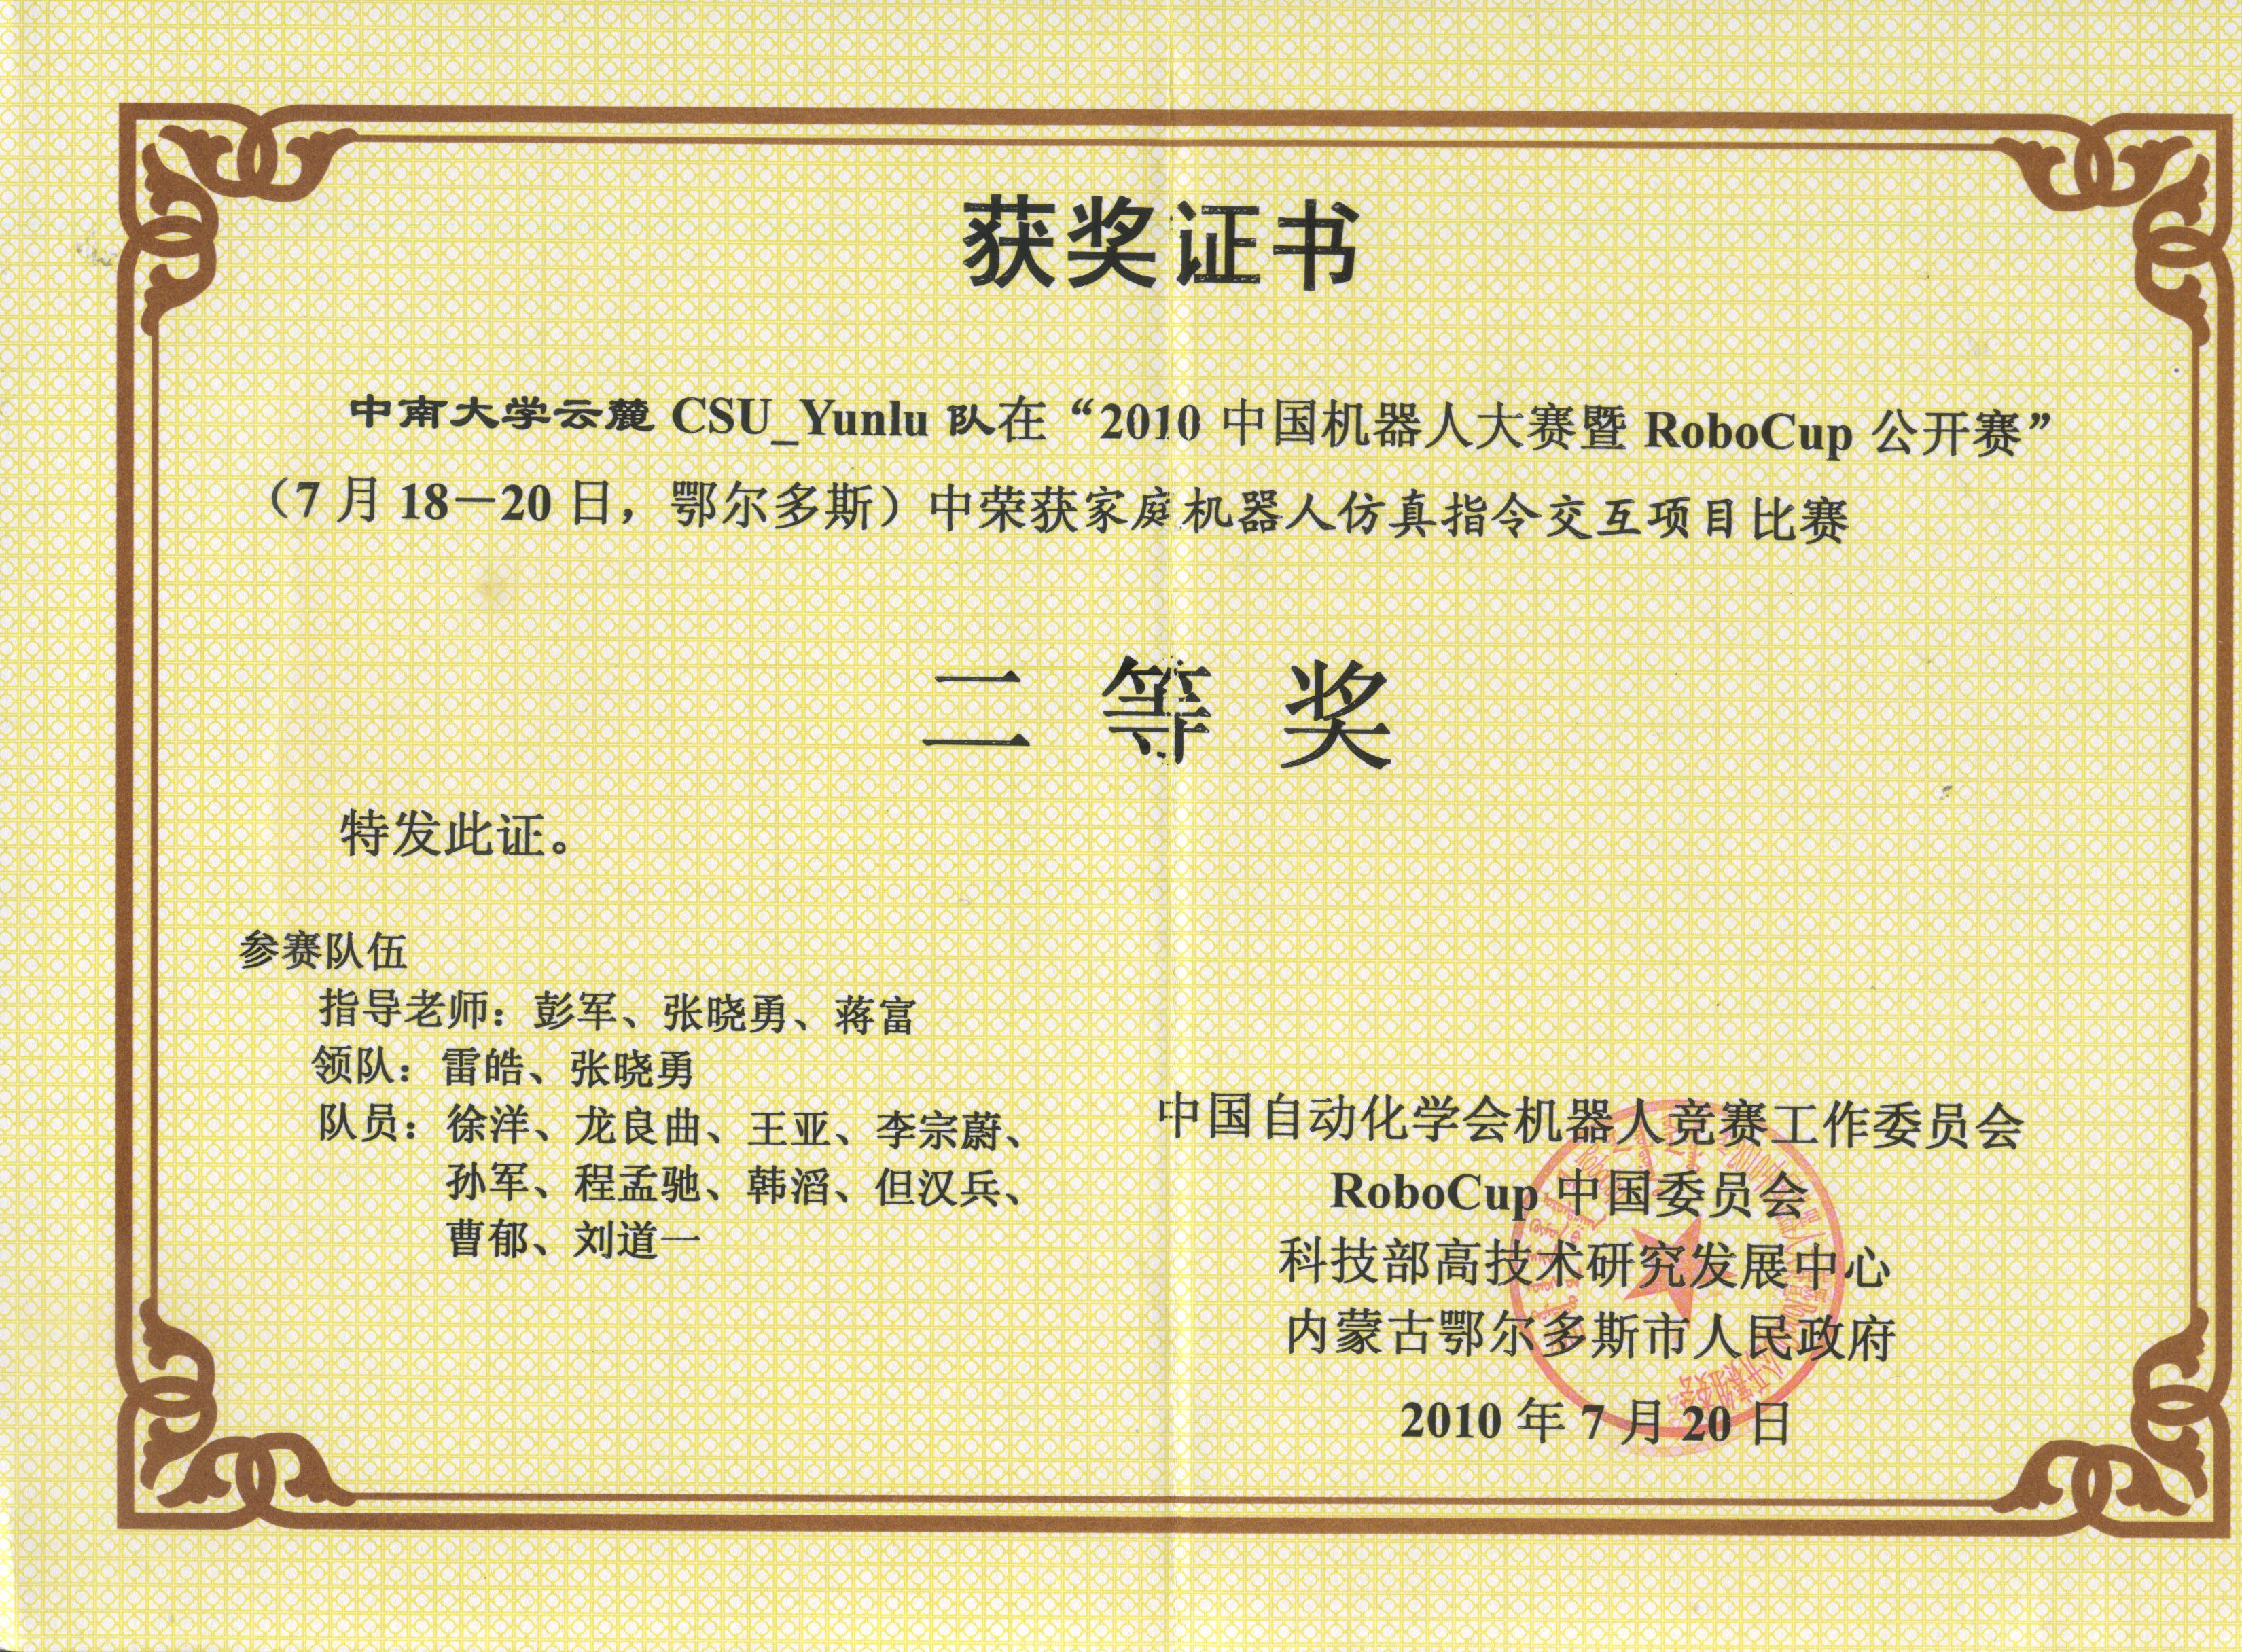 获奖证书
中南大学云麓 CSU_Yunlu 队在“2010 中国机器人大赛暨 RoboCup 公开赛”
（7 月 18－20 日，鄂尔多斯）中荣获家庭机器人仿真指令交互项目比赛
二 等 奖
特发此证。
参赛队伍
指导老师：彭军、张晓勇、蒋富
领队：雷皓、张晓勇
队员：徐洋、龙良曲、王亚、李宗蔚、
孙军、程孟驰、韩滔、但汉兵、
曹郁、刘道一
中国自动化学会机器人竞赛工作委员会
RoboCup 中国委员会
科技部高技术研究发展中心
内蒙古鄂尔多斯市人民政府
2010 年 7 月 20 日